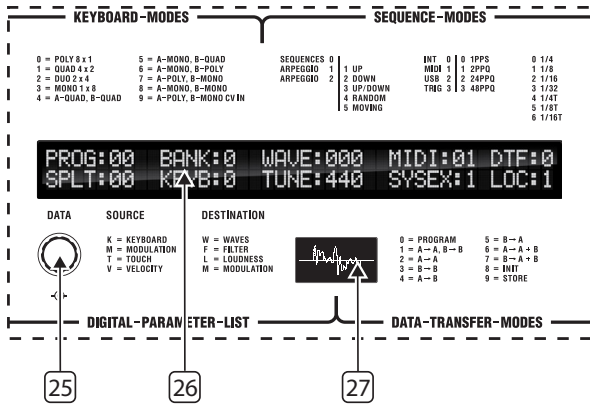 KEYBOARD-MODES
SEQUENCE-MODES
0 = POLY 8 x 1
1 = QUAD 4 x 2
2 = DUO 2 x 4
3 = MONO 1 x 8
4 = A-QUAD, B-QUAD
5 = A-MONO, B-QUAD
6 = A-MONO, B-POLY
7 = A-POLY, B-MONO
8 = A-MONO, B-MONO
9 = A-POLY, B-MONO CV IN
SEQUENCES 0
ARPEGGIO 1
ARPEGGIO 2
1 UP
2 DOWN
3 UP/DOWN
4 RANDOM
5 MOVING
INT 0
MIDI 1
USB 2
TRIG 3
0 1PPS
1 2PPQ
2 24PPQ
3 48PPQ
0 1/4
1 1/8
2 1/16
3 1/32
4 1/4T
5 1/8T
6 1/16T
PROG:00 BANK:0 WAVE:000 MIDI:01 DTF:0
SPLT:00 KEYB:0 TUNE:440 SYSEX:1 LOC:1
DATA
SOURCE
K = KEYBOARD
M = MODULATION
T = TOUCH
V = VELOCITY
DESTINATION
W = WAVES
F = FILTER
L = LOUDNESS
M = MODULATION
0 = PROGRAM
1 = A→A, B→B
2 = A→A
3 = B→B
4 = A→B
5 = B→A
6 = A→A + B
7 = B→A + B
8 = INIT
9 = STORE
DIGITAL-PARAMETER-LIST
DATA-TRANSFER-MODES
25
26
27